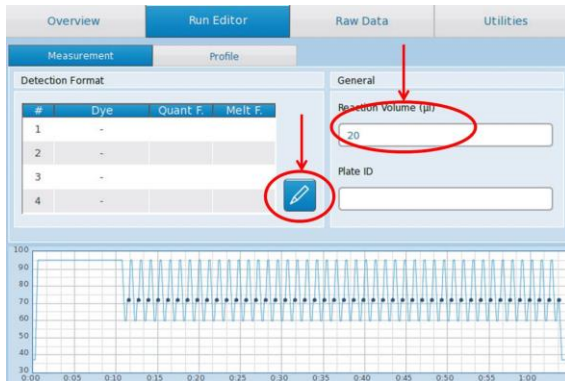 Overview Run Editor Raw Data Utilities
Measurement Profile
Detection Format
General
# Dye Quant F. Melt F.
1 -
2 -
3 -
4 -
Reaction Volume (µl)
20
Plate ID
100
90
80
70
60
50
40
30
0:00 0:05 0:10 0:15 0:20 0:25 0:30 0:35 0:40 0:45 0:50 0:55 1:00